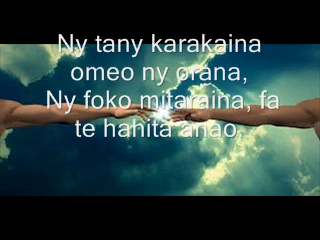 Ny tany karakaina
omeo ny orana,
Ny foko mitaraina, fa
te hahita anao.